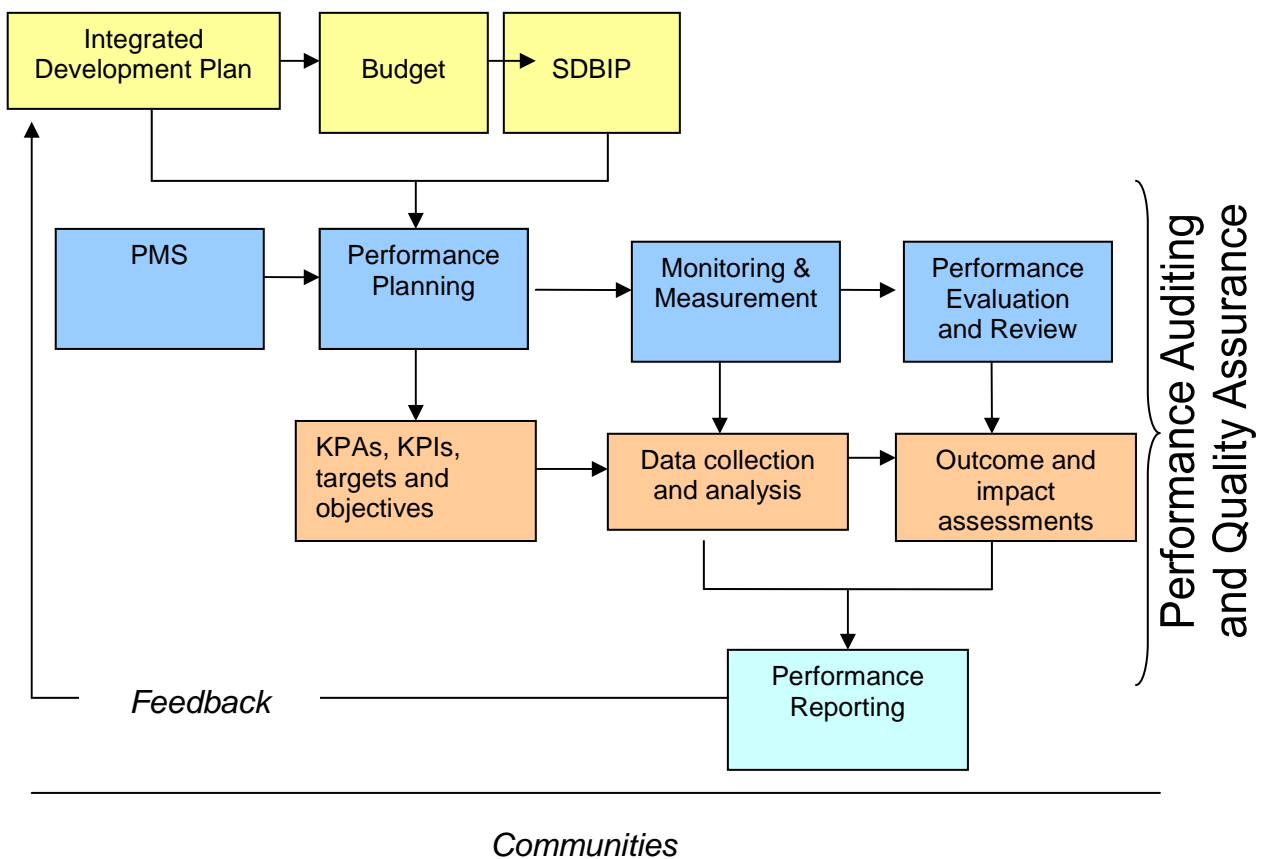 Integrated
Development Plan
Budget
SDBIP
PMS
Performance
Planning
Monitoring &
Measurement
Performance
Evaluation
and Review
KPAs, KPIs,
targets and
objectives
Data collection
and analysis
Outcome and
impact
assessments
Performance Auditing
and Quality Assurance
Performance
Reporting
Feedback
Communities